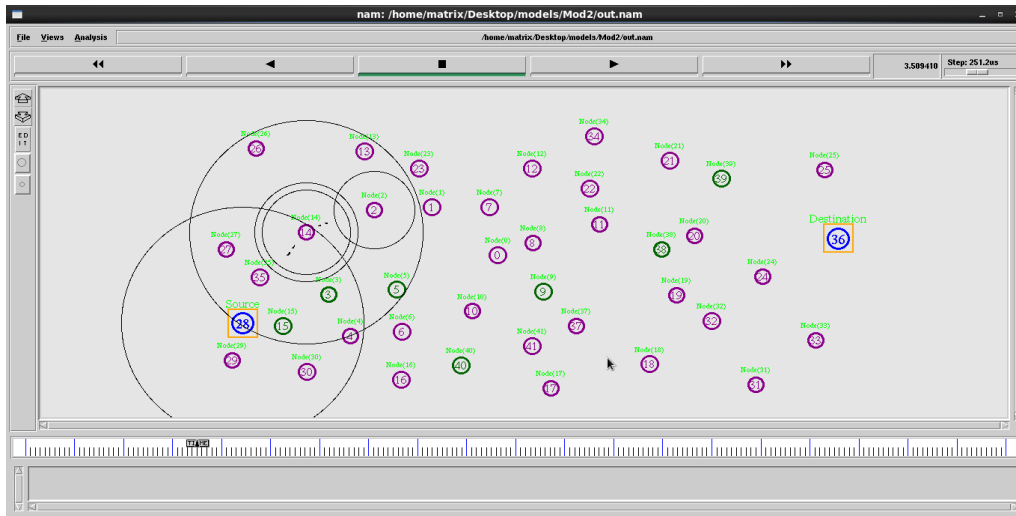 nam: /home/matrix/Desktop/models/Mod2/out.nam
File Views Analysis /home/matrix/Desktop/models/Mod2/out.nam
3.509410 Step: 251.2us
ED
IT
Node(34)
34
Node(26)
26
Node(13)
13
Node(23)
23
Node(12)
12
Node(21)
21
Node(39)
39
Node(25)
25
Node(22)
22
Node(2)
2
Node(1)
1
Node(7)
7
Node(14)
14
Node(11)
11
Destination
36
Node(20)
20
Node(38)
38
Node(8)
8
Node(0)
0
Node(27)
27
35
Node(24)
24
Node(3)
3
Node(5)
5
Node(9)
9
Node(19)
19
Source
28
Node(15)
15
Node(10)
10
Node(4)
4
Node(6)
6
Node(37)
37
Node(32)
32
Node(33)
33
Node(41)
41
Node(29)
29
Node(30)
30
Node(16)
16
Node(40)
40
Node(18)
18
Node(17)
17
Node(31)
31